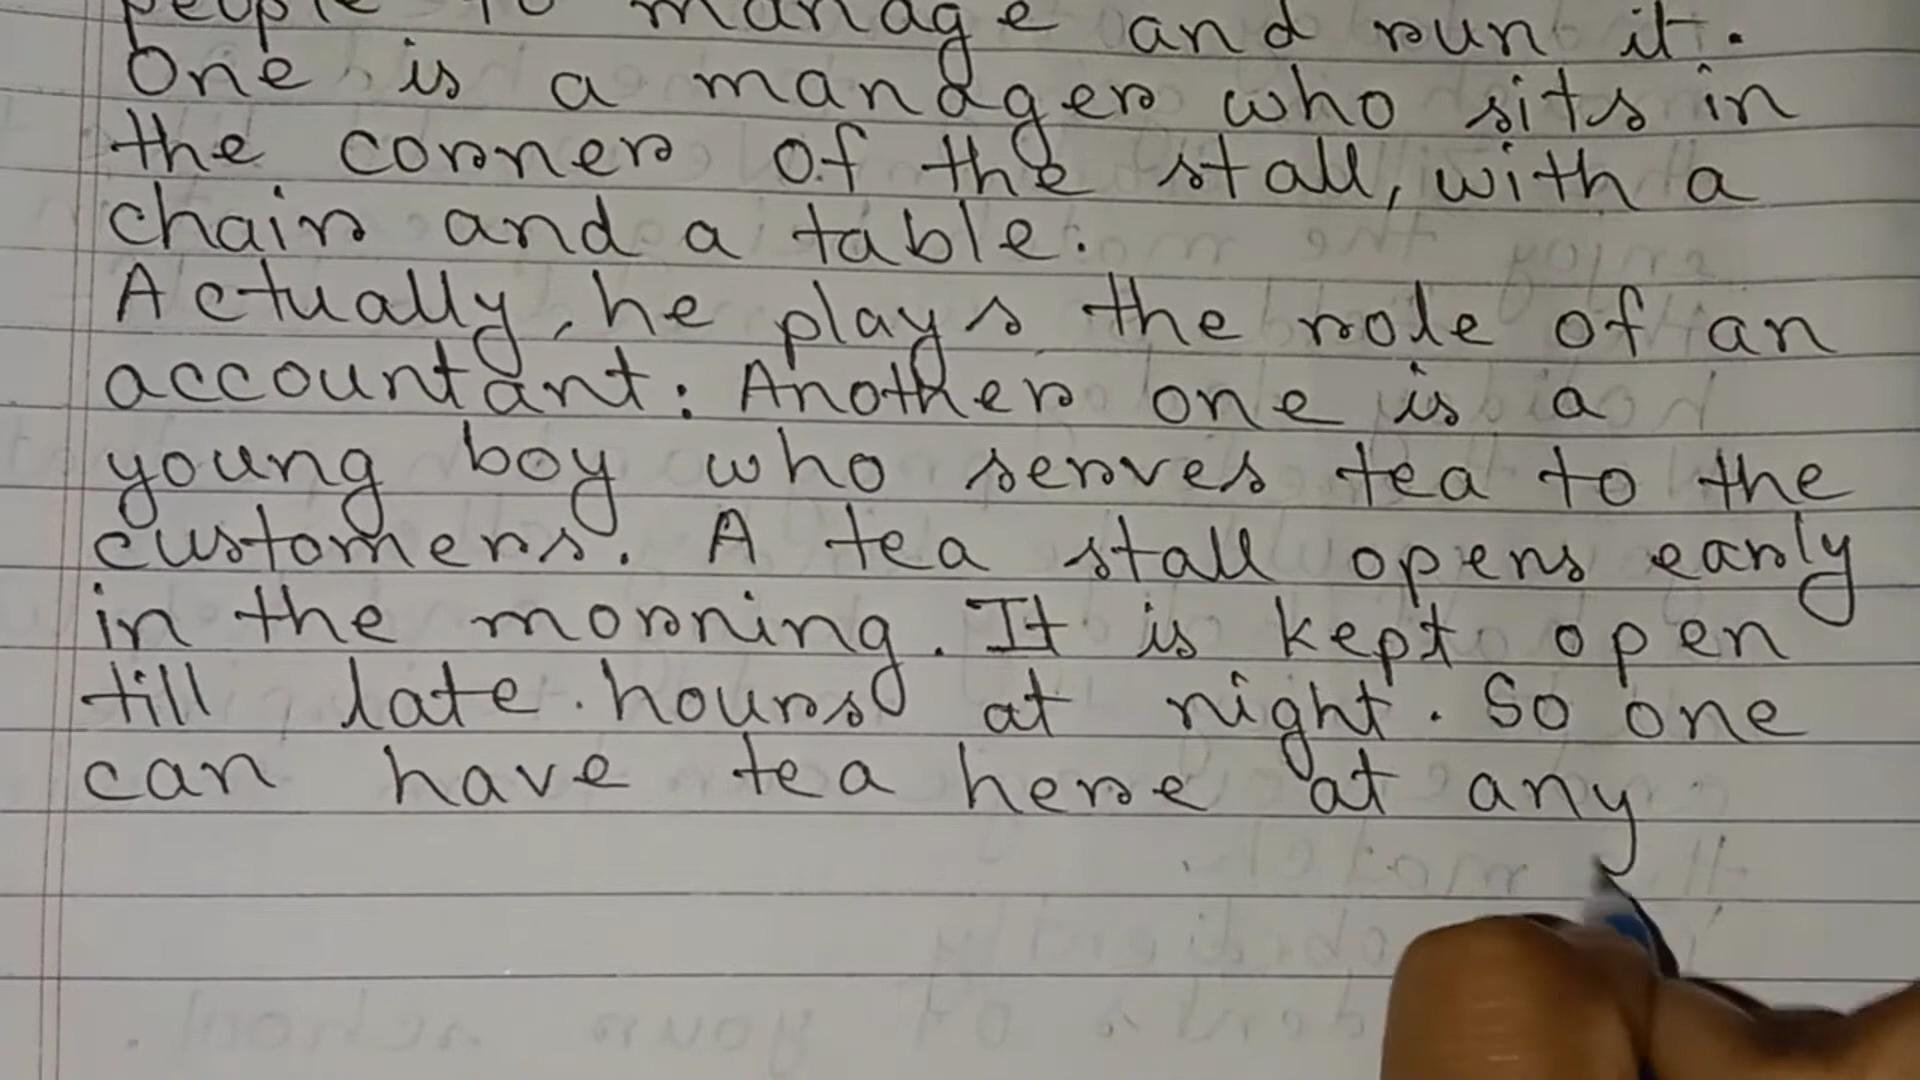 people to manage and run it.
One is a manager who sits in
the corner of the stall, with a
chair and a table.
Actually, he plays the role of an
accountant. Another one is a
young boy who serves tea to the
customers. A tea stall opens early
in the morning. It is kept open
till late hours at night. So one
can have tea here at any